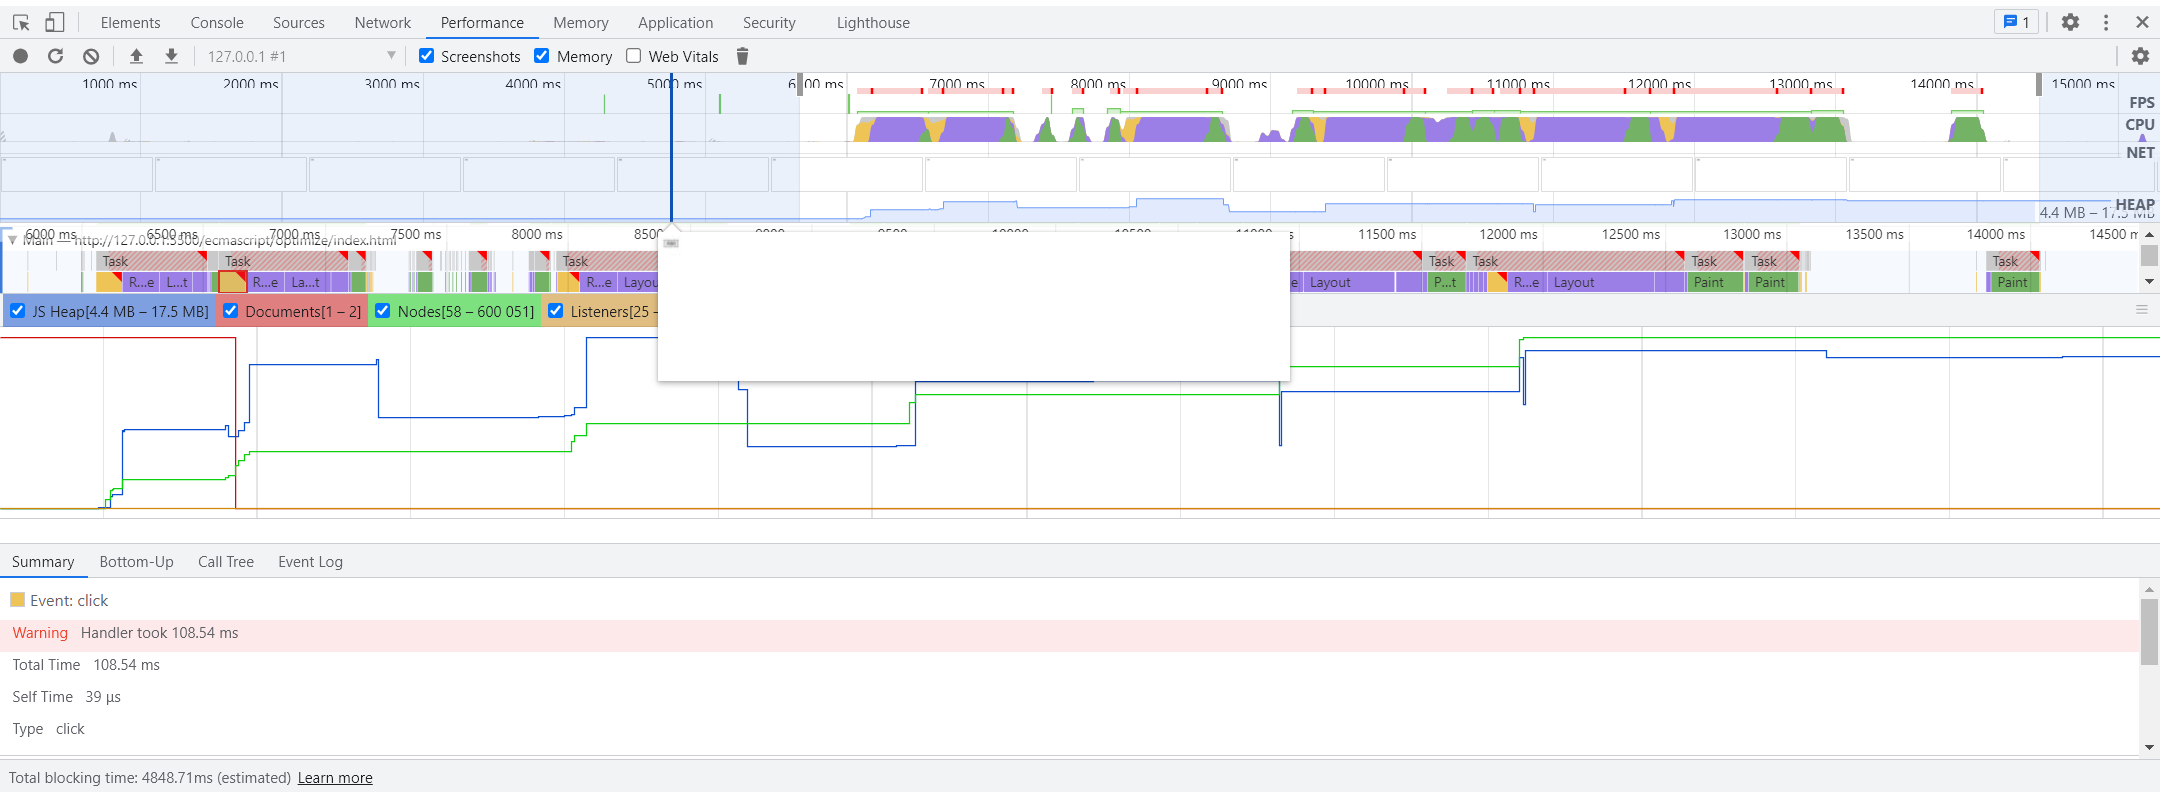 Elements Console Sources Network Performance Memory Application Security Lighthouse 1
127.0.0.1 #1 Screenshots Memory Web Vitals
1000 ms 2000 ms 3000 ms 4000 ms 5000 ms 7000 ms 8000 ms 9000 ms 10000 ms 11000 ms 12000 ms 13000 ms 14000 ms 15000 ms
FPS
CPU
NET
HEAP
4.4 MB – 17.5 MB
6000 ms 6500 ms 7000 ms 7500 ms 8000 ms 11500 ms 12000 ms 12500 ms 13000 ms 13500 ms 14000 ms
Main — http://127.0.0.1:5500/ecmascript/optimize/index.html
Task Task Task Task Task Task Task Task
R...e L...t R...e La...t R...e Layou Layout P...t R...e Layout Paint Paint Paint
JS Heap[4.4 MB – 17.5 MB] Documents[1 – 2] Nodes[58 – 600 051] Listeners[25 –
Summary Bottom-Up Call Tree Event Log
Event: click
Warning Handler took 108.54 ms
Total Time 108.54 ms
Self Time 39 μs
Type click
Total blocking time: 4848.71ms (estimated) Learn more